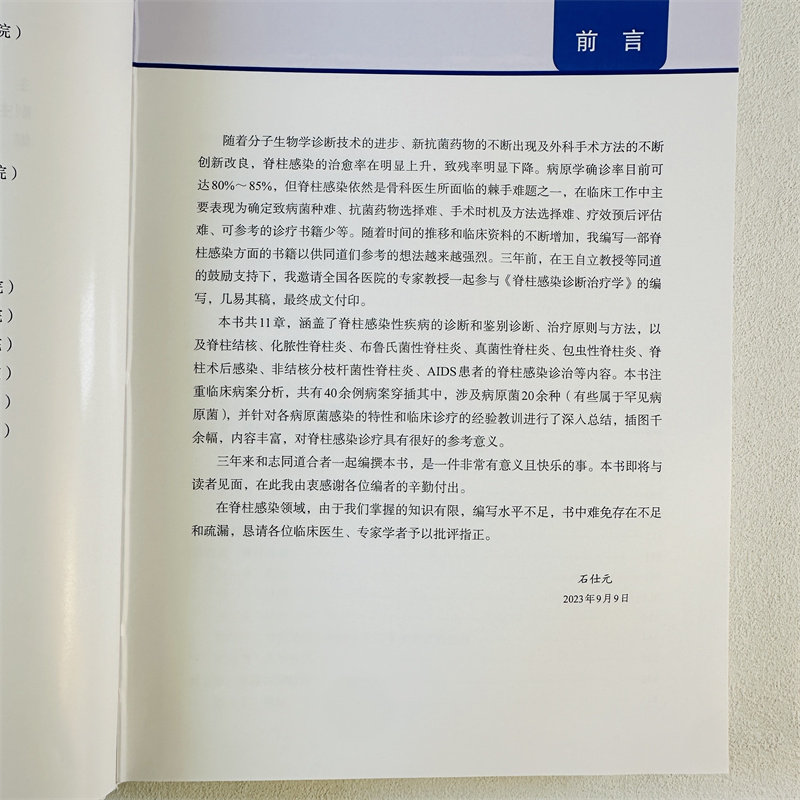 院）
院）
院）
院）
院）
）
）
）
前 言
随着分子生物学诊断技术的进步、新抗菌药物的不断出现及外科手术方法的不断
创新改良，脊柱感染的治愈率在明显上升，致残率明显下降。病原学确诊率目前可
达80%～85%，但脊柱感染依然是骨科医生所面临的棘手难题之一，在临床工作中主
要表现为确定致病菌种难、抗菌药物选择难、手术时机及方法选择难、疗效预后评估
难、可参考的诊疗书籍少等。随着时间的推移和临床资料的不断增加，我编写一部脊
柱感染方面的书籍以供同道们参考的想法越来越强烈。三年前，在王自立教授等同道
的鼓励支持下，我邀请全国各医院的专家教授一起参与《脊柱感染诊断治疗学》的编
写，几易其稿，最终成文付印。
本书共11章，涵盖了脊柱感染性疾病的诊断和鉴别诊断、治疗原则与方法，以
及脊柱结核、化脓性脊柱炎、布鲁氏菌性脊柱炎、真菌性脊柱炎、包虫性脊柱炎、脊
柱术后感染、非结核分枝杆菌性脊柱炎、AIDS患者的脊柱感染诊治等内容。本书注
重临床病案分析，共有40余例病案穿插其中，涉及病原菌20余种（有些属于罕见病
原菌），并针对各病原菌感染的特性和临床诊疗的经验教训进行了深入总结，插图千
余幅，内容丰富，对脊柱感染诊疗具有很好的参考意义。
三年来和志同道合者一起编撰本书，是一件非常有意义且快乐的事。本书即将与
读者见面，在此我由衷感谢各位编者的辛勤付出。
在脊柱感染领域，由于我们掌握的知识有限，编写水平不足，书中难免存在不足
和疏漏，恳请各位临床医生、专家学者予以批评指正。
石仕元
2023年9月9日